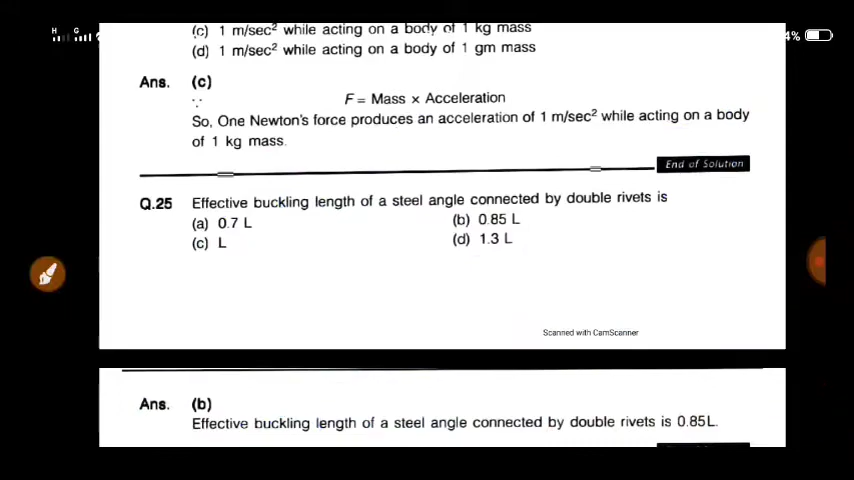 H G
4%
(c) 1 m/sec² while acting on a body of 1 kg mass
(d) 1 m/sec² while acting on a body of 1 gm mass
Ans. (c)
∵ F = Mass × Acceleration
So, One Newton's force produces an acceleration of 1 m/sec² while acting on a body
of 1 kg mass.
End of Solution
Q.25 Effective buckling length of a steel angle connected by double rivets is
(a) 0.7 L (b) 0.85 L
(c) L (d) 1.3 L
Scanned with CamScanner
Ans. (b)
Effective buckling length of a steel angle connected by double rivets is 0.85L.